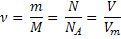 ν = m/M = N/N_A = V/V_m